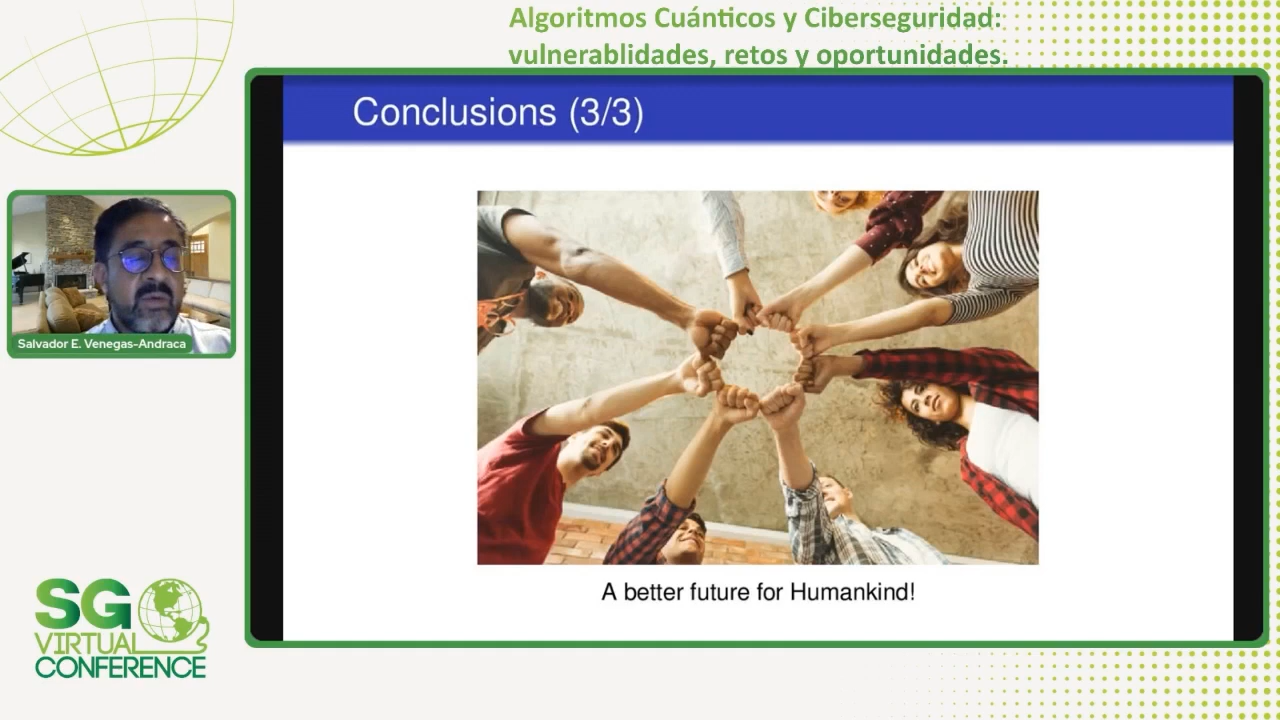 Algoritmos Cuánticos y Ciberseguridad:
vulnerablidades, retos y oportunidades.
Conclusions (3/3)
Salvador E. Venegas-Andraca
A better future for Humankind!
SG
VIRTUAL
CONFERENCE